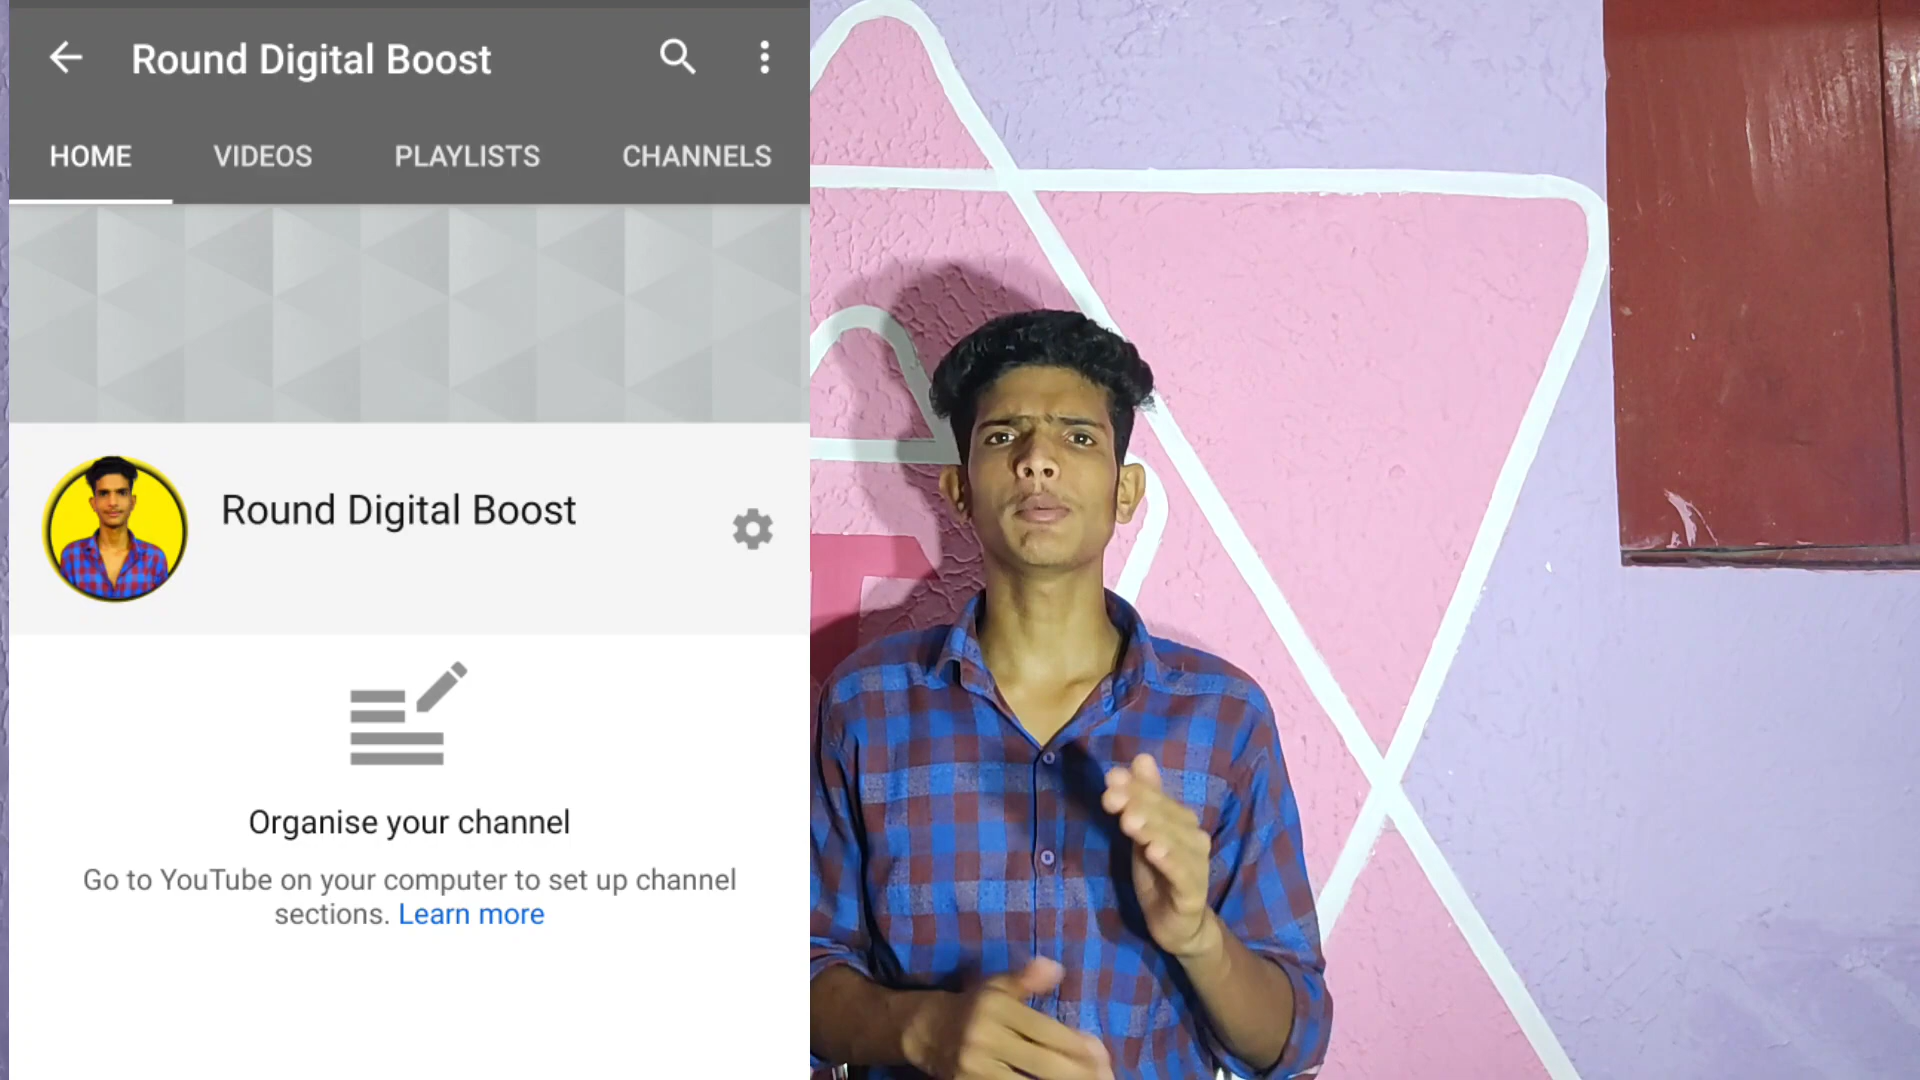 Round Digital Boost
HOME VIDEOS PLAYLISTS CHANNELS
Round Digital Boost
Organise your channel
Go to YouTube on your computer to set up channel
sections. Learn more